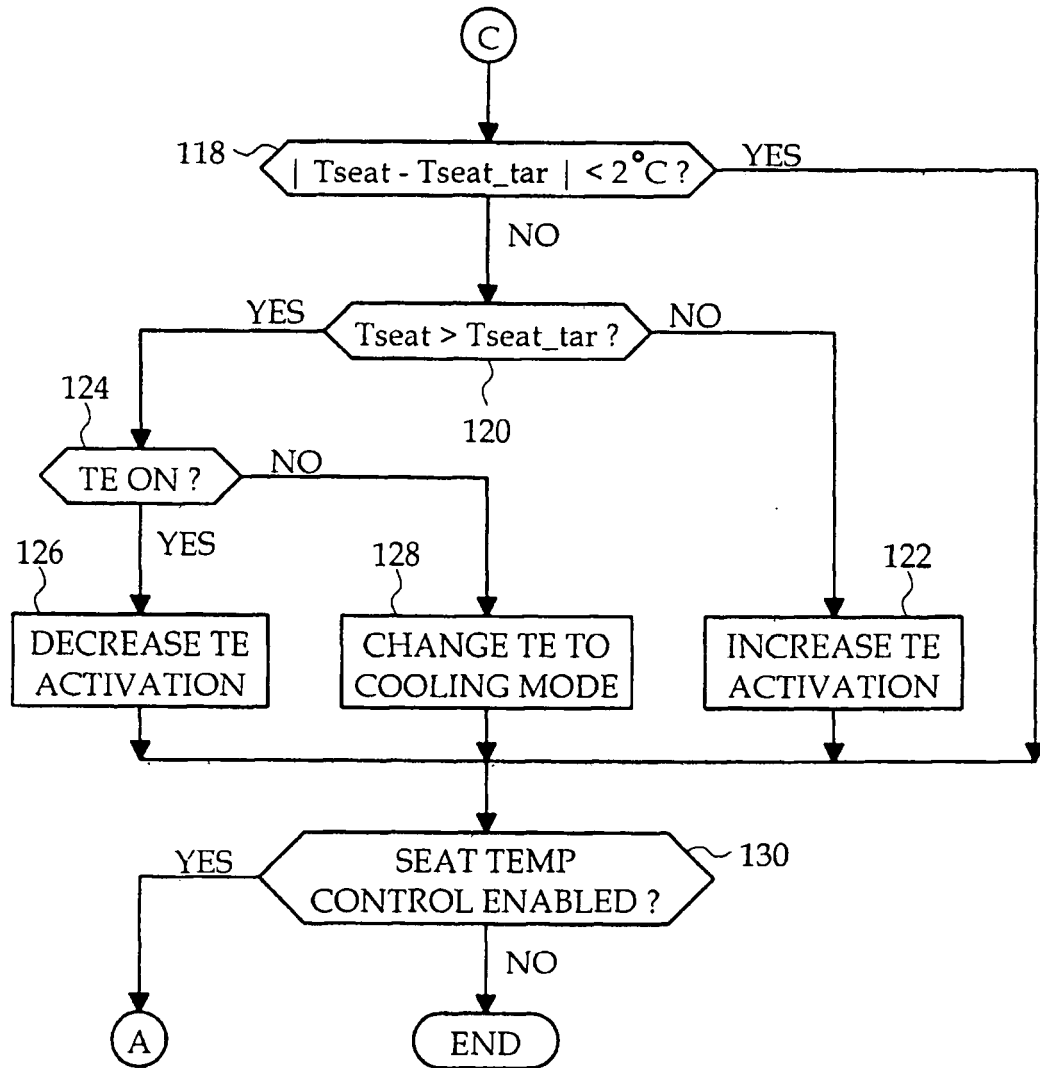 C
118
| Tseat - Tseat_tar | < 2°C ?
YES
NO
YES
Tseat > Tseat_tar ?
NO
120
124
TE ON ?
NO
YES
126
128
122
DECREASE TE
ACTIVATION
CHANGE TE TO
COOLING MODE
INCREASE TE
ACTIVATION
YES
SEAT TEMP
CONTROL ENABLED ?
130
NO
A
END